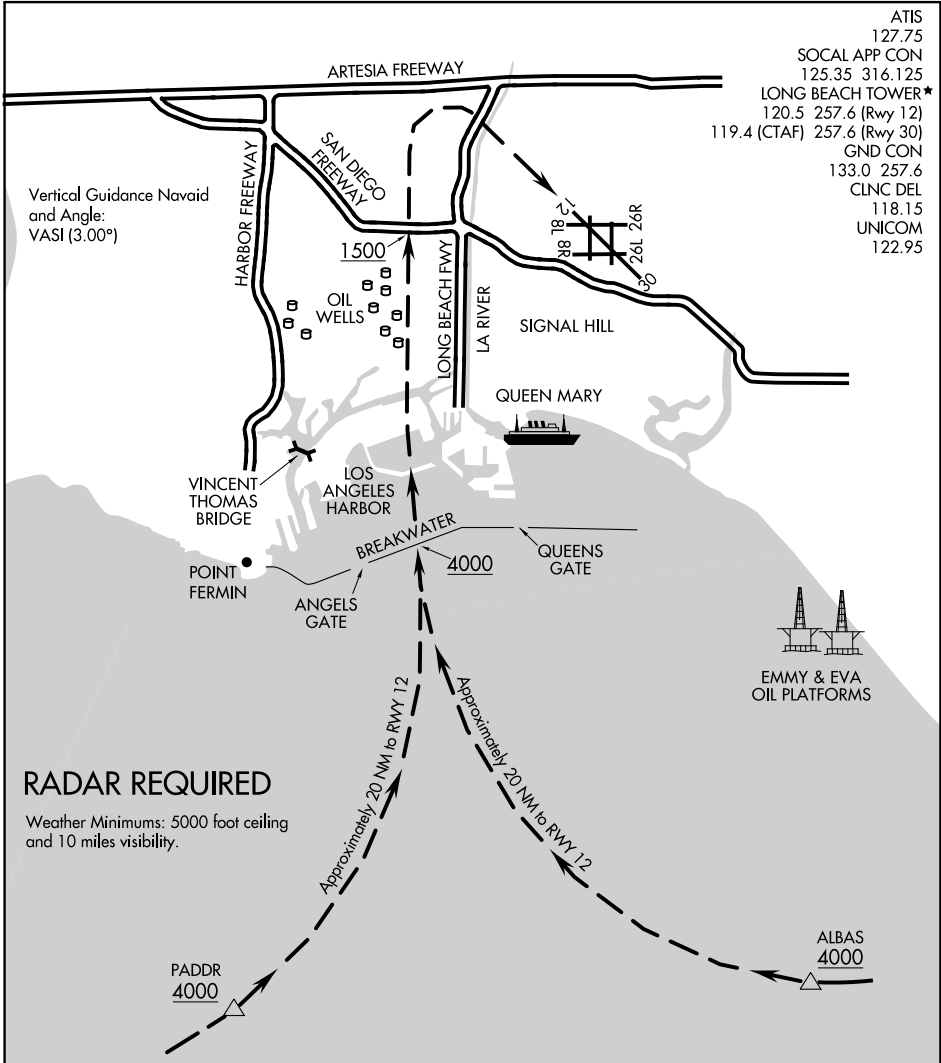 ATIS
127.75
SOCAL APP CON
125.35 316.125
LONG BEACH TOWER★
120.5 257.6 (Rwy 12)
119.4 (CTAF) 257.6 (Rwy 30)
GND CON
133.0 257.6
CLNC DEL
118.15
UNICOM
122.95
ARTESIA FREEWAY
SAN DIEGO
FREEWAY
HARBOR FREEWAY
Vertical Guidance Navaid
and Angle:
VASI (3.00°)
12
8L
26R
8R
26L
30
1500
OIL
WELLS
LONG BEACH FWY
LA RIVER
SIGNAL HILL
QUEEN MARY
VINCENT
THOMAS
BRIDGE
LOS
ANGELES
HARBOR
BREAKWATER
4000
QUEENS
GATE
POINT
FERMIN
ANGELS
GATE
EMMY & EVA
OIL PLATFORMS
Approximately 20 NM to RWY 12
Approximately 20 NM to RWY 12
RADAR REQUIRED
Weather Minimums: 5000 foot ceiling
and 10 miles visibility.
PADDR
4000
ALBAS
4000